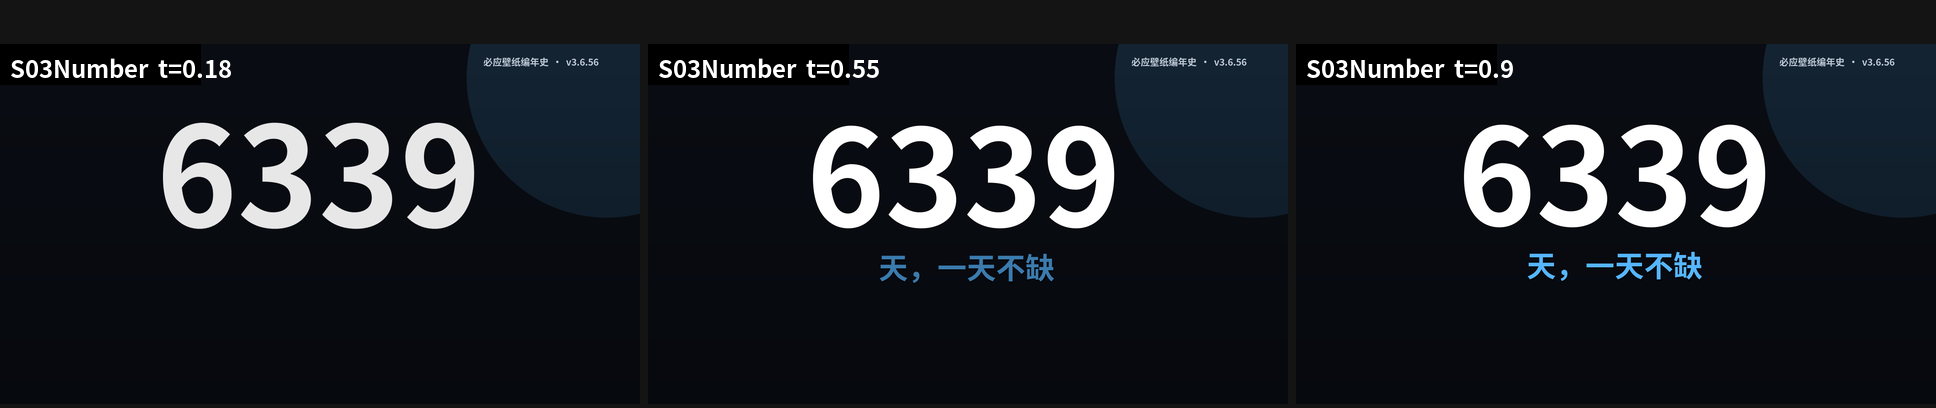 S03Number t=0.18
必应壁纸编年史 · v3.6.56
6339
S03Number t=0.55
必应壁纸编年史 · v3.6.56
6339
天，一天不缺
S03Number t=0.9
必应壁纸编年史 · v3.6.56
6339
天，一天不缺